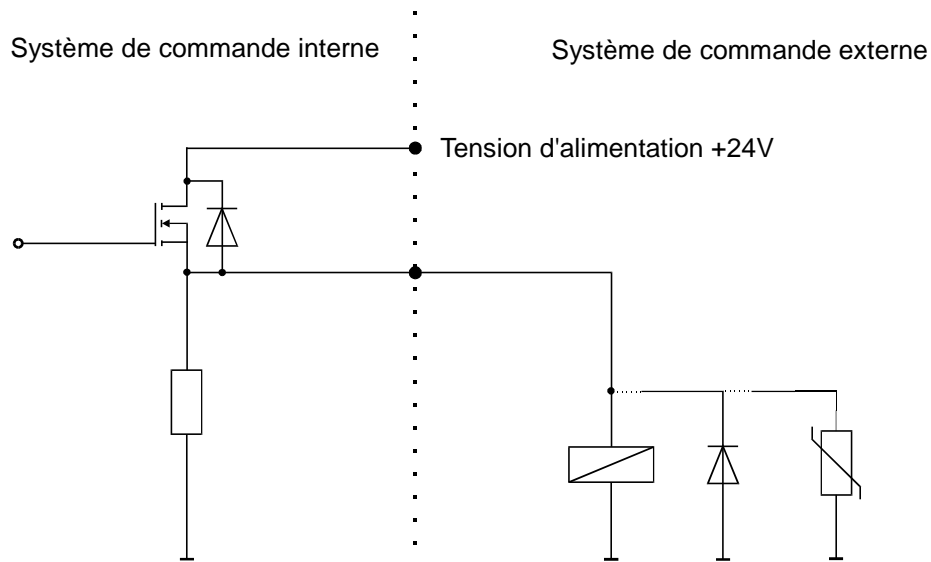 Système de commande interne
Système de commande externe
Tension d'alimentation +24V